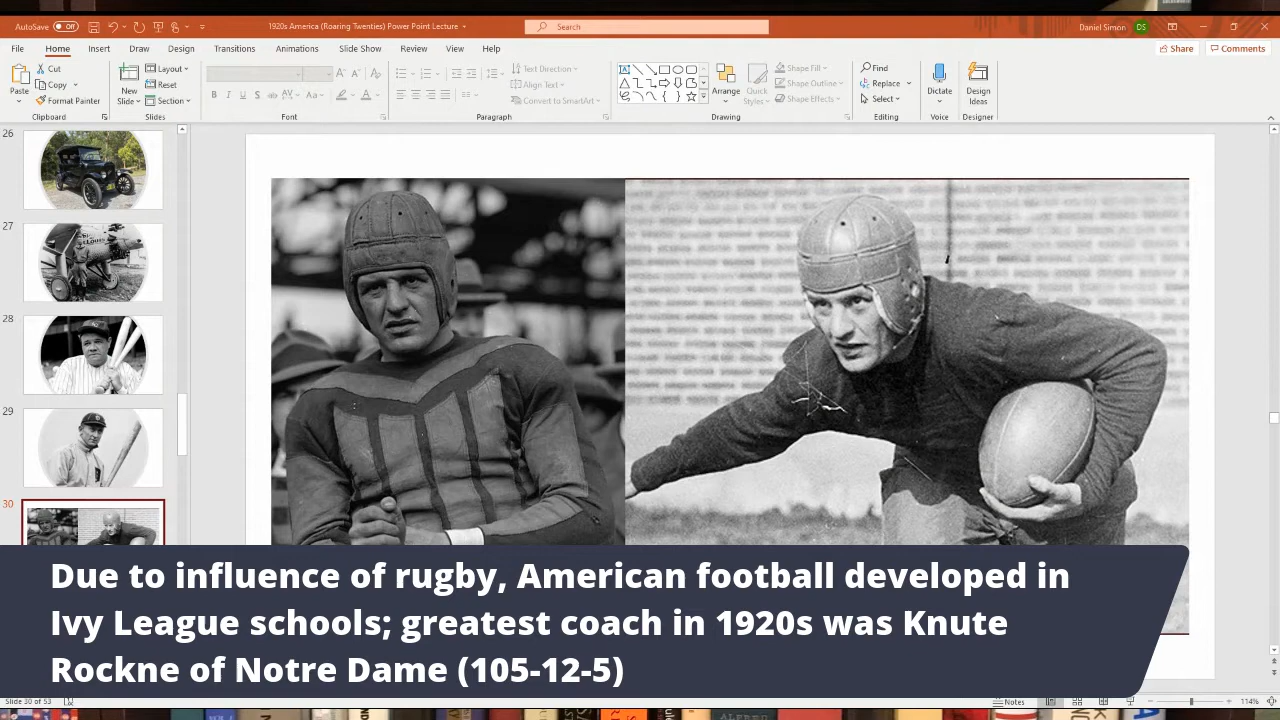 AutoSave Off
1920s America (Roaring Twenties) Power Point Lecture
Search
Daniel Simon DS
File Home Insert Draw Design Transitions Animations Slide Show Review View Help
Share Comments
Paste
Cut
Copy
Format Painter
Clipboard
New
Slide
Layout
Reset
Section
Slides
Font
Text Direction
Align Text
Convert to SmartArt
Paragraph
Arrange
Quick
Styles
Shape Fill
Shape Outline
Shape Effects
Drawing
Find
Replace
Select
Editing
Dictate
Voice
Design
Ideas
Designer
26
27
28
29
30
Due to influence of rugby, American football developed in
Ivy League schools; greatest coach in 1920s was Knute
Rockne of Notre Dame (105-12-5)
Slide 30 of 53
Notes
114%